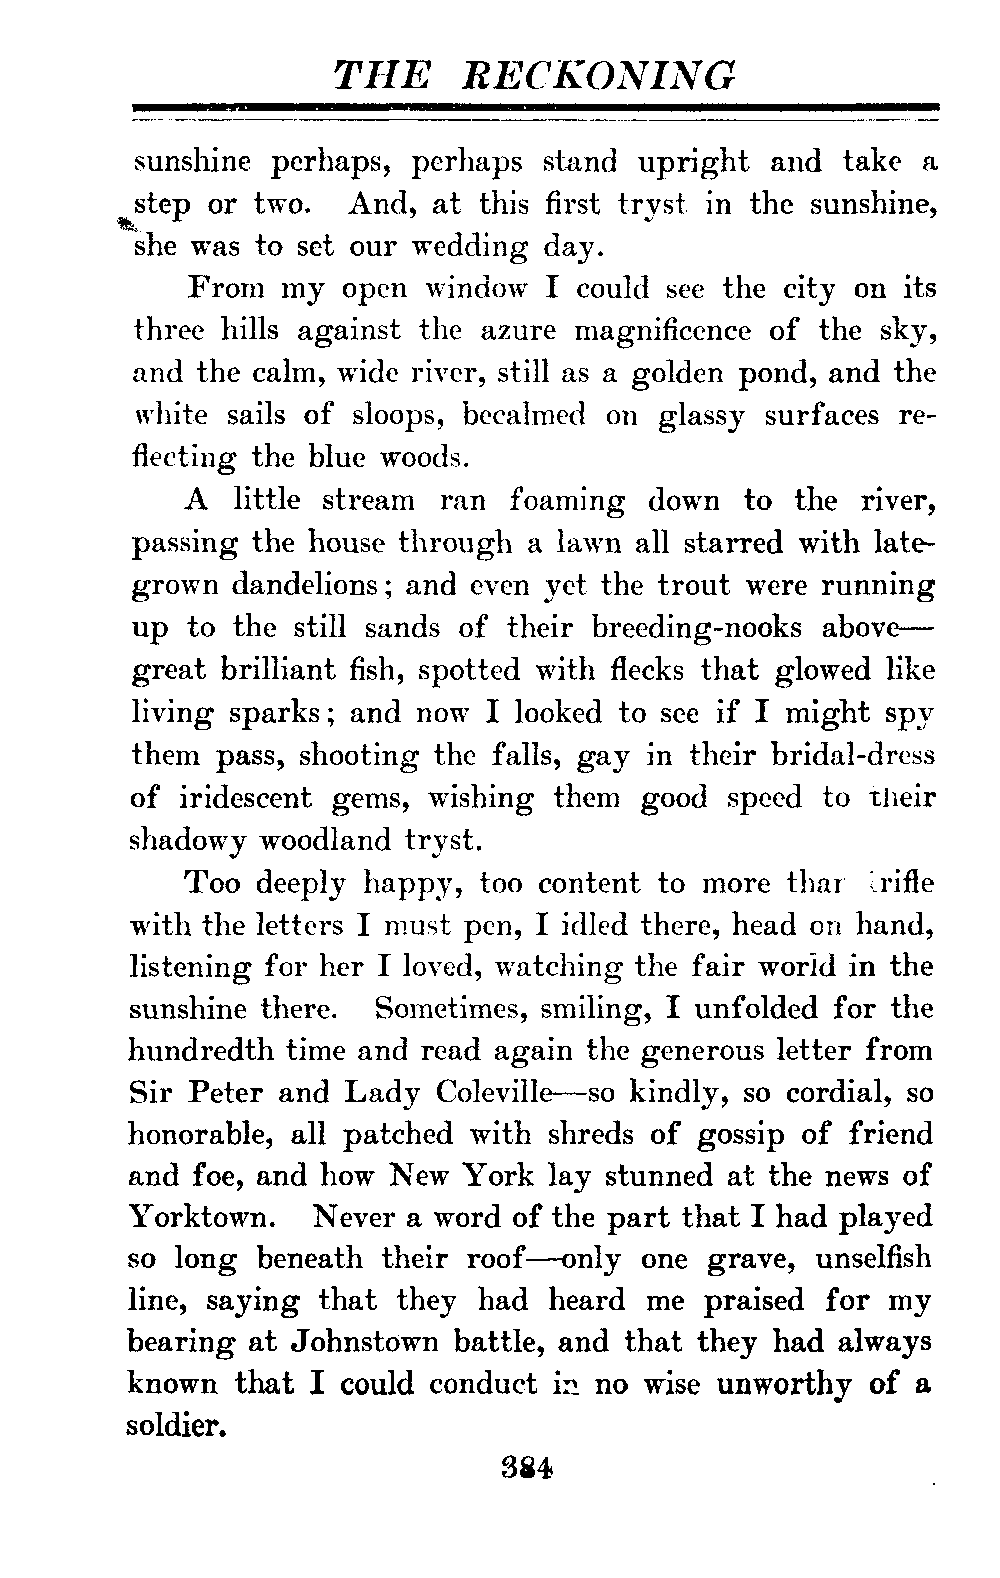 THE RECKONING
sunshine perhaps, perhaps stand upright and take a
step or two. And, at this first tryst in the sunshine,
she was to set our wedding day.
From my open window I could see the city on its
three hills against the azure magnificence of the sky,
and the calm, wide river, still as a golden pond, and the
white sails of sloops, becalmed on glassy surfaces re-
flecting the blue woods.
A little stream ran foaming down to the river,
passing the house through a lawn all starred with late-
grown dandelions; and even yet the trout were running
up to the still sands of their breeding-nooks above—
great brilliant fish, spotted with flecks that glowed like
living sparks; and now I looked to see if I might spy
them pass, shooting the falls, gay in their bridal-dress
of iridescent gems, wishing them good speed to their
shadowy woodland tryst.
Too deeply happy, too content to more than trifle
with the letters I must pen, I idled there, head on hand,
listening for her I loved, watching the fair world in the
sunshine there. Sometimes, smiling, I unfolded for the
hundredth time and read again the generous letter from
Sir Peter and Lady Coleville—so kindly, so cordial, so
honorable, all patched with shreds of gossip of friend
and foe, and how New York lay stunned at the news of
Yorktown. Never a word of the part that I had played
so long beneath their roof—only one grave, unselfish
line, saying that they had heard me praised for my
bearing at Johnstown battle, and that they had always
known that I could conduct in no wise unworthy of a
soldier.
384